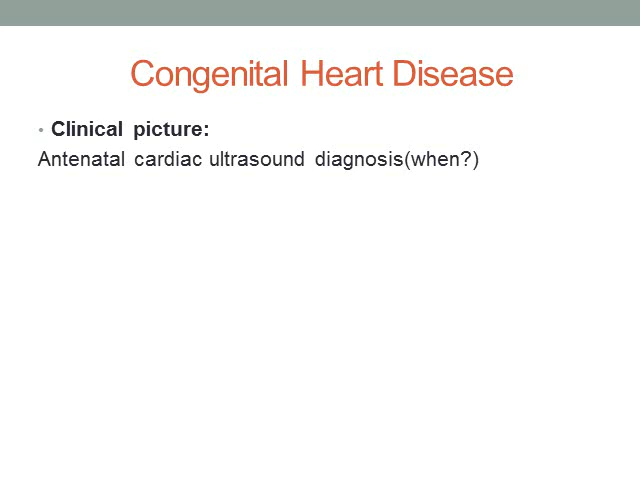 Congenital Heart Disease
• Clinical picture:
Antenatal cardiac ultrasound diagnosis(when?)